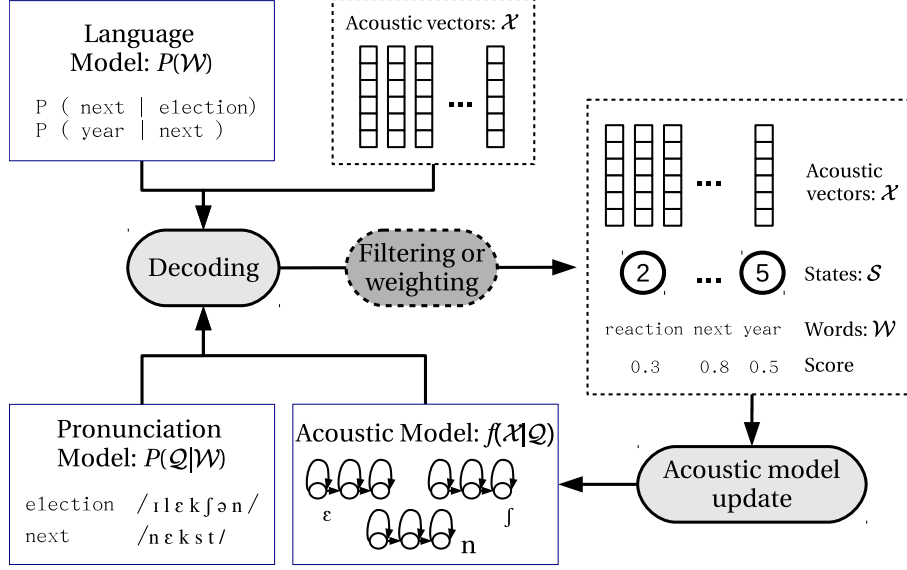 Language
Model: P(𝒲)
P ( next | election)
P ( year | next )
Acoustic vectors: 𝒳
...
Decoding
Filtering or
weighting
...
Acoustic
vectors: 𝒳
2 ... 5
States: 𝒮
reaction next year
Words: 𝒲
0.3 0.8 0.5
Score
Pronunciation
Model: P(𝒬|𝒲)
election /ɪlɛkʃən/
next /nɛkst/
Acoustic Model: f(𝒳|𝒬)
ɛ
ʃ
n
Acoustic model
update